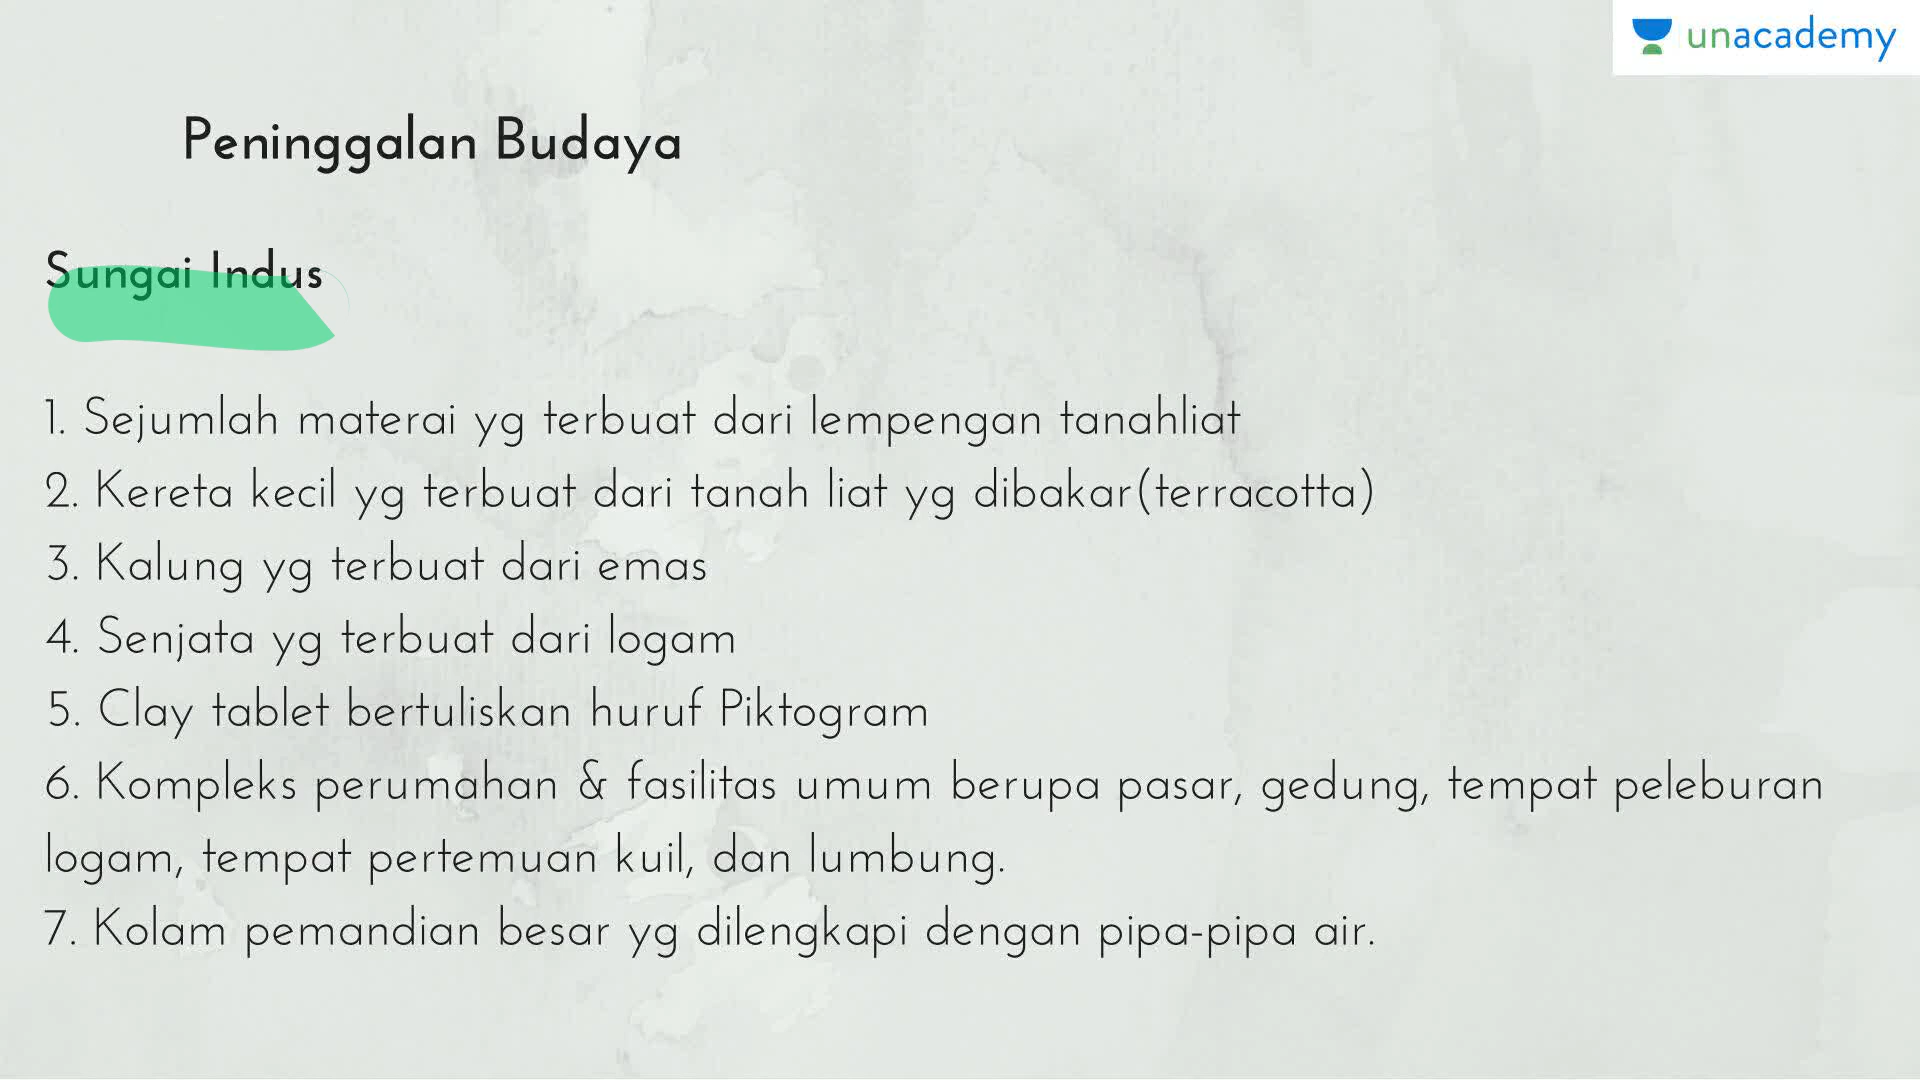 unacademy
Peninggalan Budaya
Sungai Indus
1. Sejumlah materai yg terbuat dari lempengan tanahliat
2. Kereta kecil yg terbuat dari tanah liat yg dibakar(terracotta)
3. Kalung yg terbuat dari emas
4. Senjata yg terbuat dari logam
5. Clay tablet bertuliskan huruf Piktogram
6. Kompleks perumahan & fasilitas umum berupa pasar, gedung, tempat peleburan
logam, tempat pertemuan kuil, dan lumbung.
7. Kolam pemandian besar yg dilengkapi dengan pipa-pipa air.